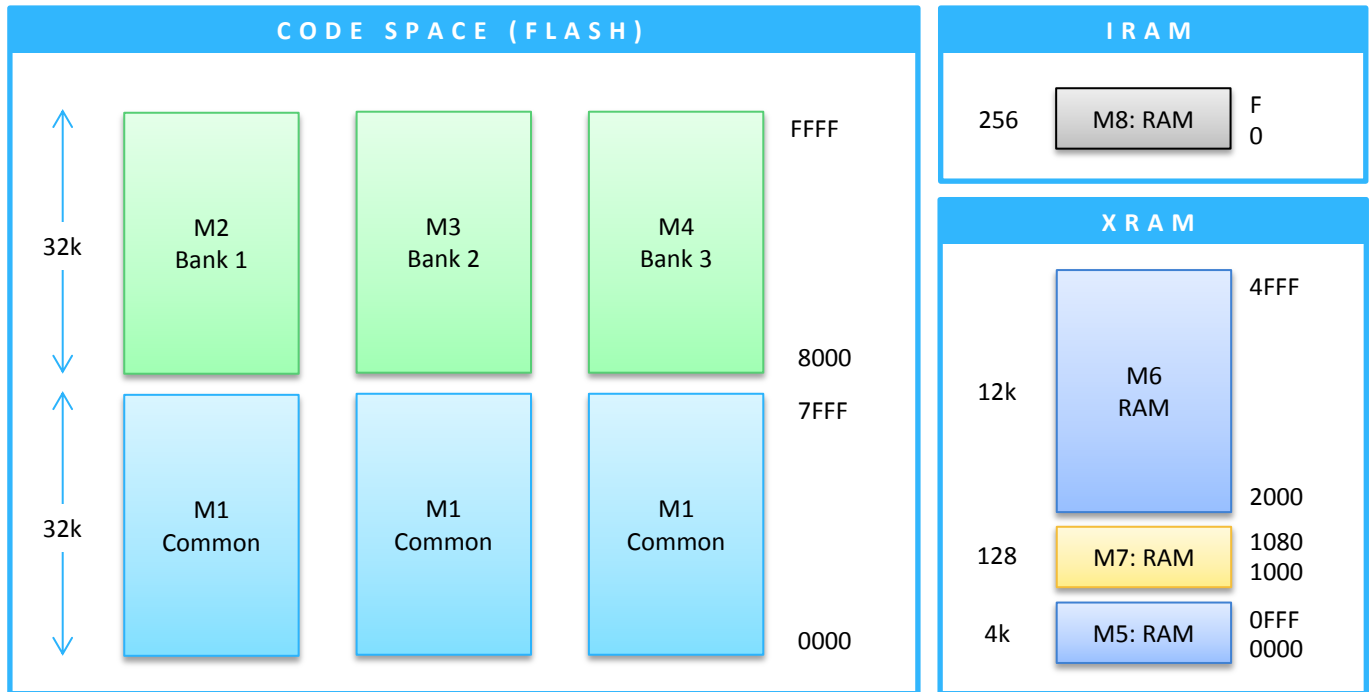 CODE SPACE (FLASH)
32k
M2
Bank 1
M3
Bank 2
M4
Bank 3
FFFF
8000
32k
M1
Common
M1
Common
M1
Common
7FFF
0000
IRAM
256
M8: RAM
F
0
XRAM
12k
M6
RAM
4FFF
2000
128
M7: RAM
1080
1000
4k
M5: RAM
0FFF
0000